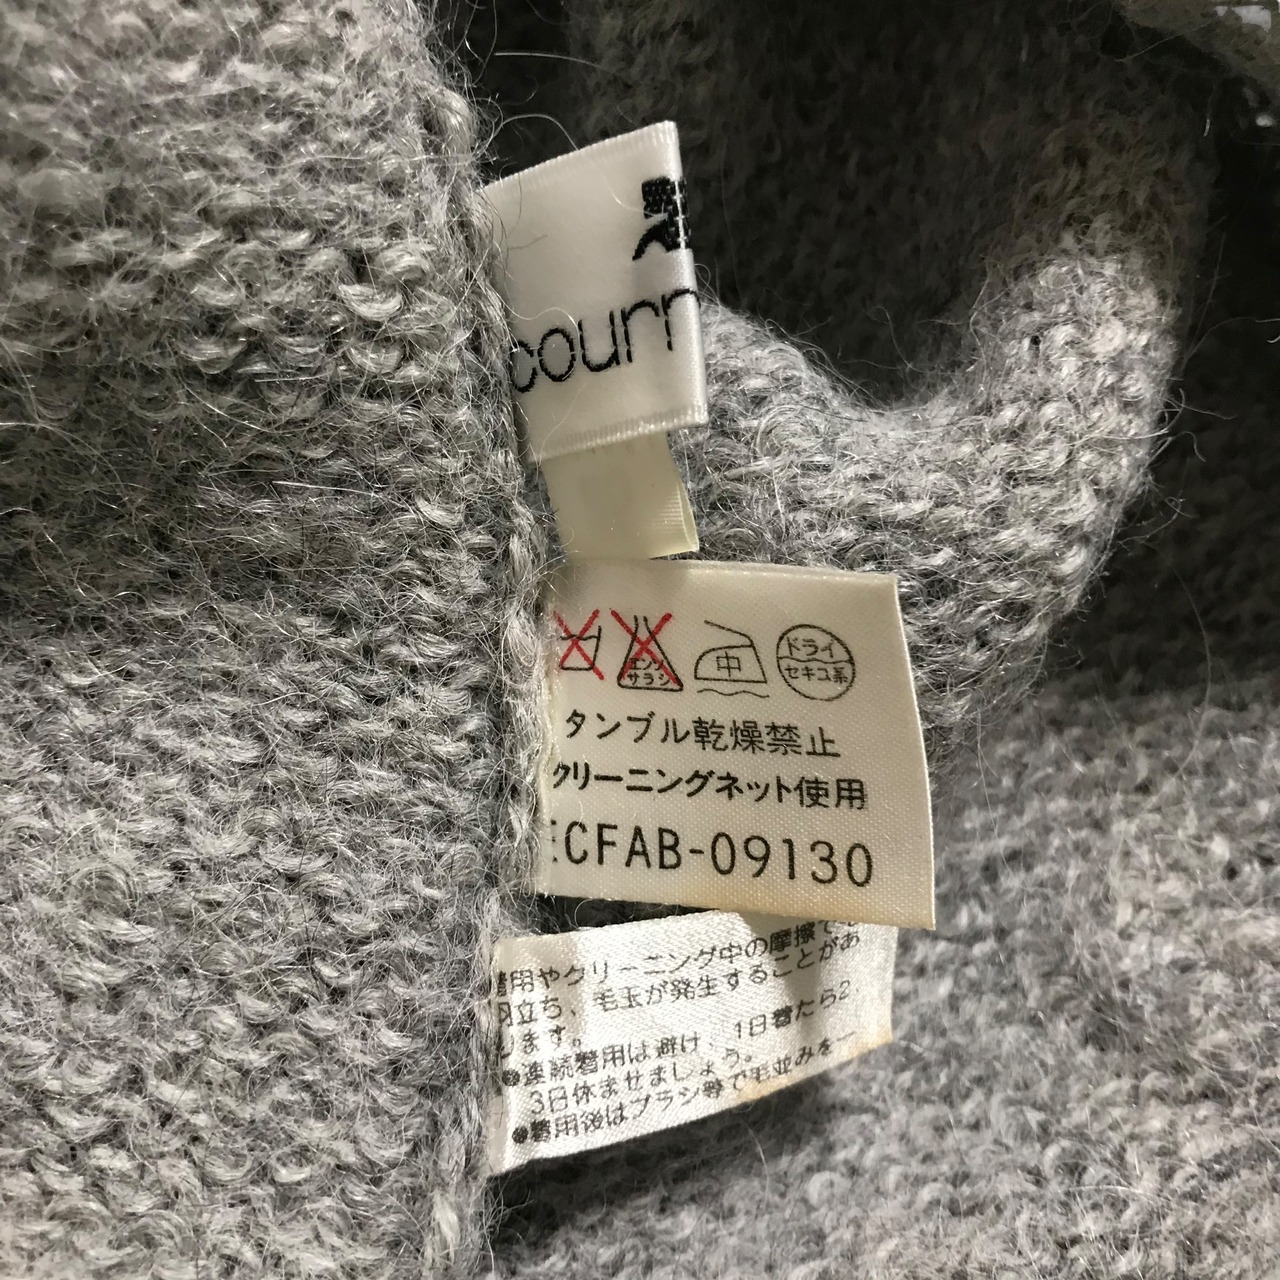 courr
エンソ
サラシ
中
ドライ
セキユ系
タンブル乾燥禁止
クリーニングネット使用
ECFAB-09130
着用やクリーニング中の摩擦で
立ち、毛玉が発生することがあ
ります。
●連続着用は避け、1日着たら2、
3日休ませましょう。
●着用後はブラシ等で毛並みを一